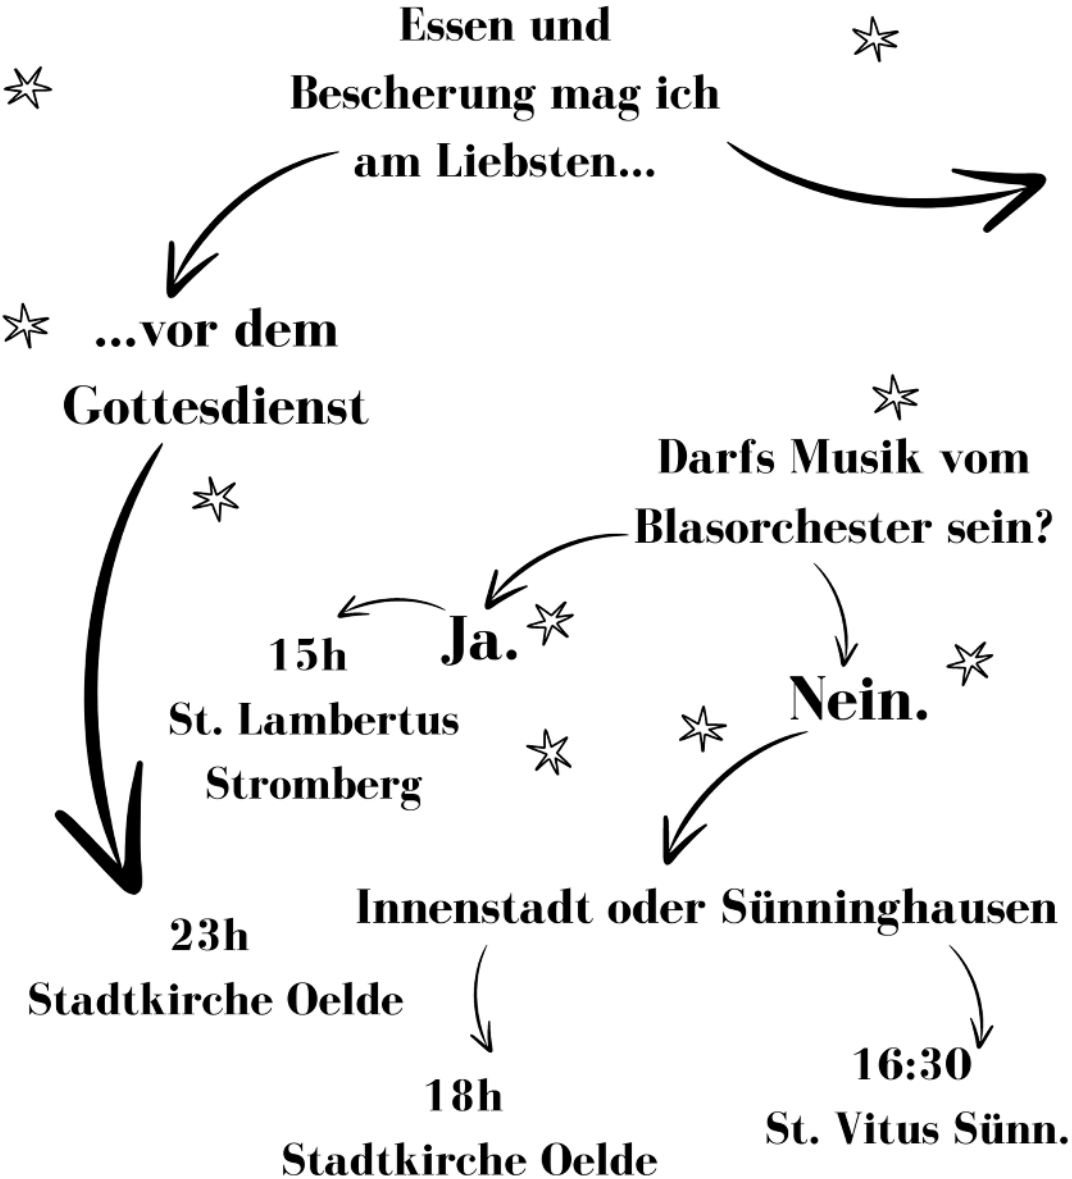 Essen und
Bescherung mag ich
am Liebsten...
...vor dem
Gottesdienst
Darfs Musik vom
Blasorchester sein?
Ja.
15h
St. Lambertus
Stromberg
Nein.
Innenstadt oder Sünninghausen
23h
Stadtkirche Oelde
18h
Stadtkirche Oelde
16:30
St. Vitus Sünn.